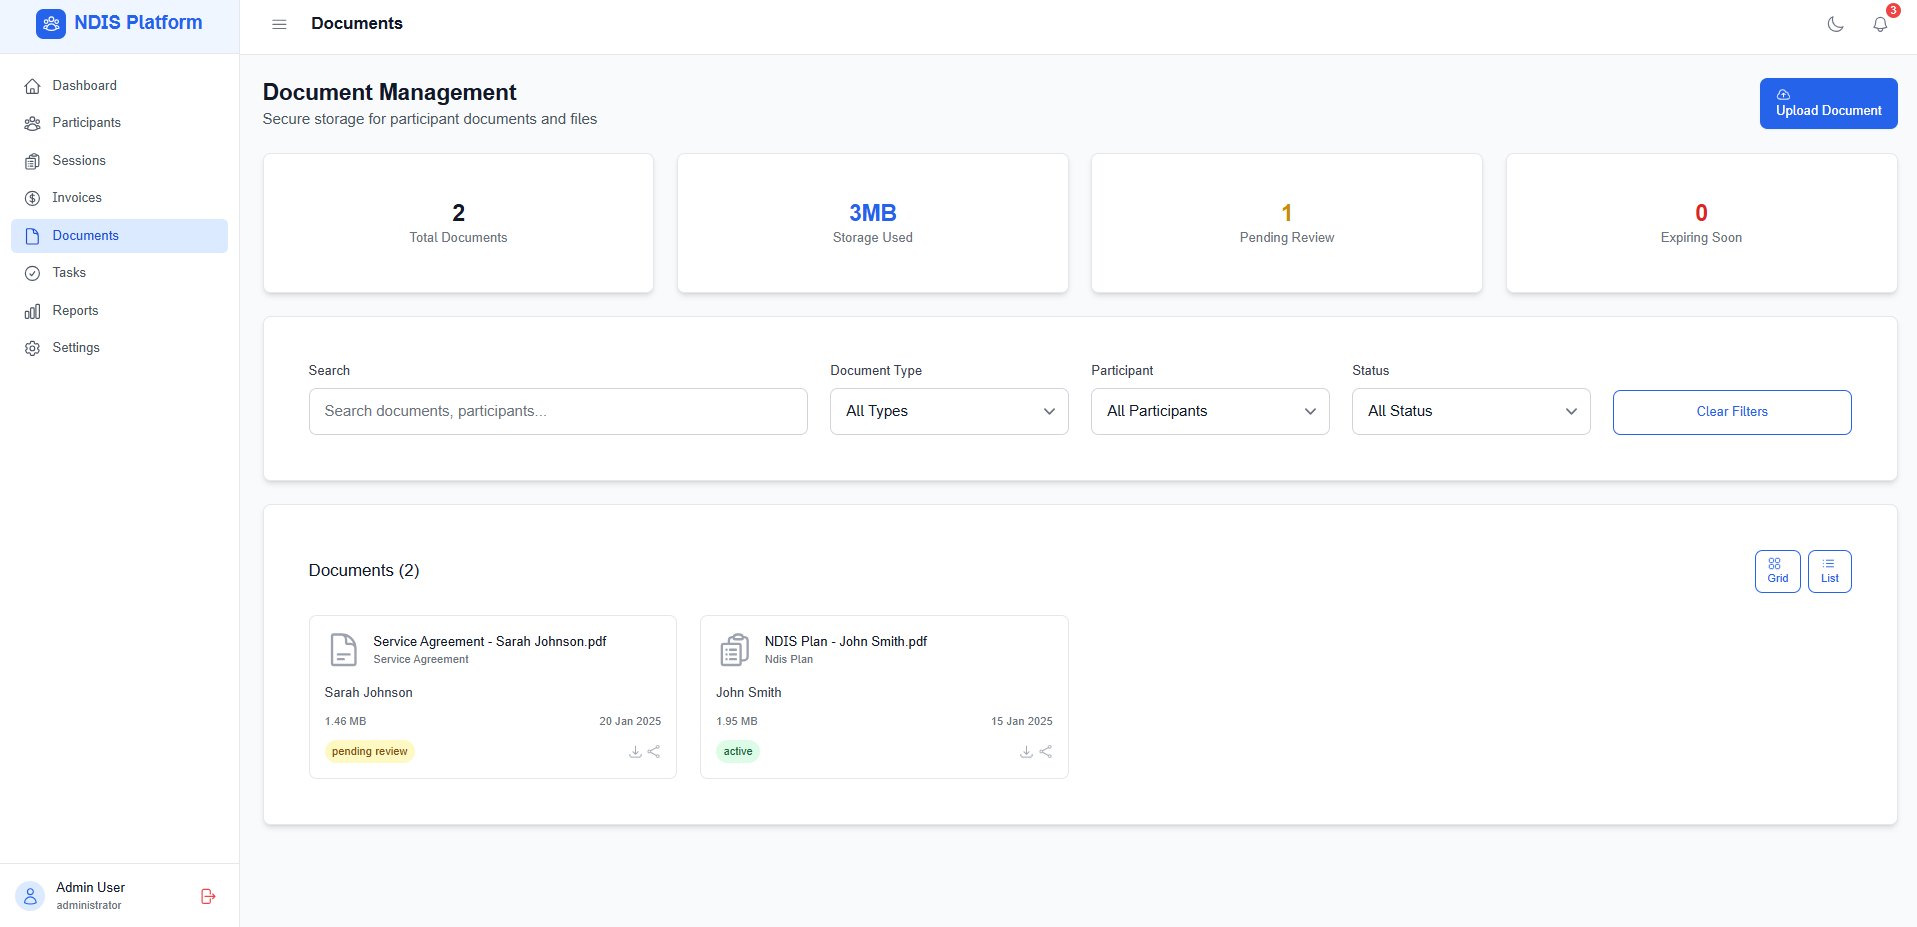 NDIS Platform
Documents
3
Dashboard
Participants
Sessions
Invoices
Documents
Tasks
Reports
Settings
Document Management
Secure storage for participant documents and files
Upload Document
2
Total Documents
3MB
Storage Used
1
Pending Review
0
Expiring Soon
Search
Document Type
Participant
Status
Search documents, participants...
All Types
All Participants
All Status
Clear Filters
Documents (2)
Grid
List
Service Agreement - Sarah Johnson.pdf
Service Agreement
Sarah Johnson
1.46 MB
20 Jan 2025
pending review
NDIS Plan - John Smith.pdf
Ndis Plan
John Smith
1.95 MB
15 Jan 2025
active
Admin User
administrator